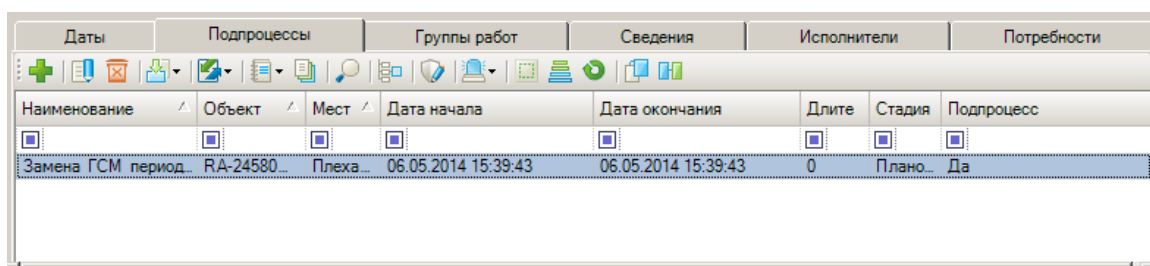 Даты Подпроцессы Группы работ Сведения Исполнители Потребности
Наименование Объект Мест Дата начала Дата окончания Длите Стадия Подпроцесс
Замена ГСМ период... RA-24580... Плеха... 06.05.2014 15:39:43 06.05.2014 15:39:43 0 Плано... Да